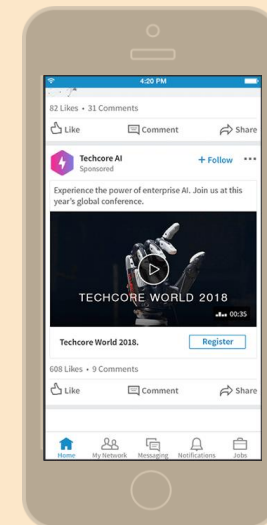 4:20 PM
82 Likes • 31 Comments
Like Comment Share
Techcore AI + Follow
Sponsored
Experience the power of enterprise AI. Join us at this
year's global conference.
TECHCORE WORLD 2018
00:35
Techcore World 2018. Register
608 Likes • 9 Comments
Like Comment Share
Home My Network Messaging Notifications Jobs